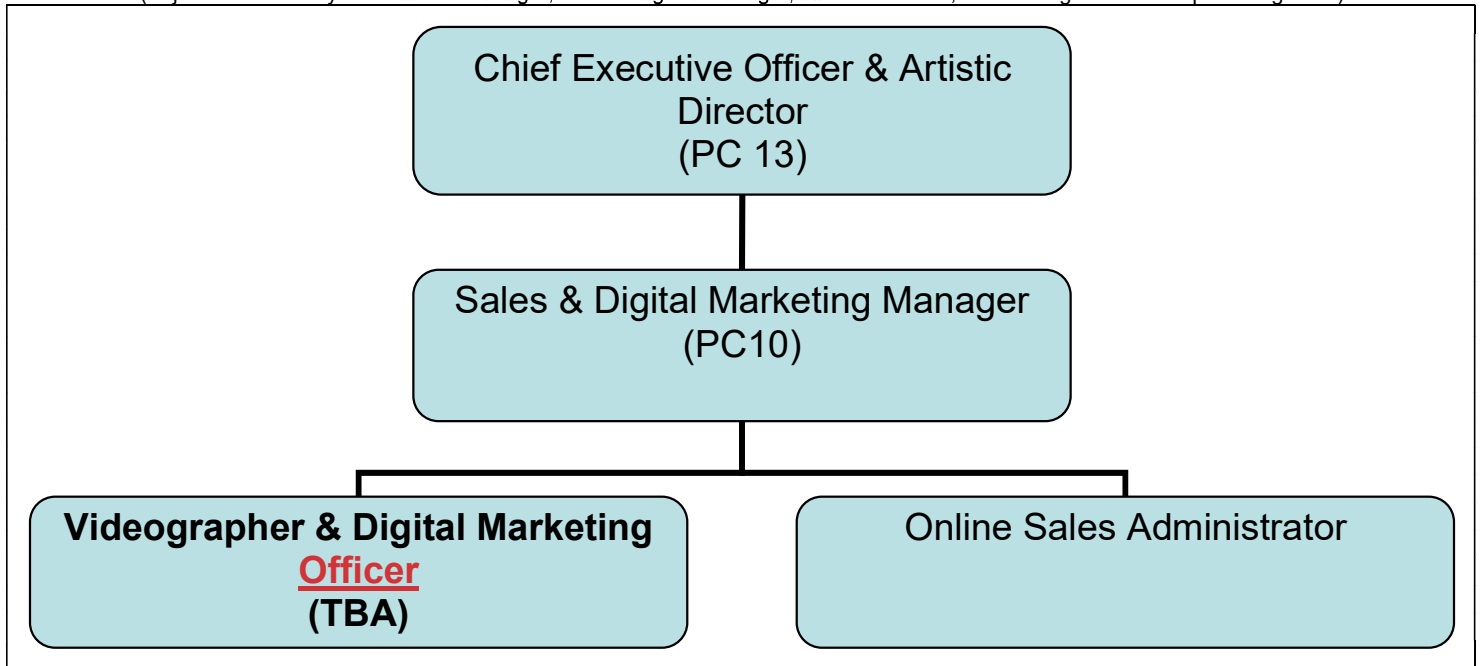 Chief Executive Officer & Artistic
Director
(PC 13)
Sales & Digital Marketing Manager
(PC10)
Videographer & Digital Marketing
Officer
(TBA)
Online Sales Administrator